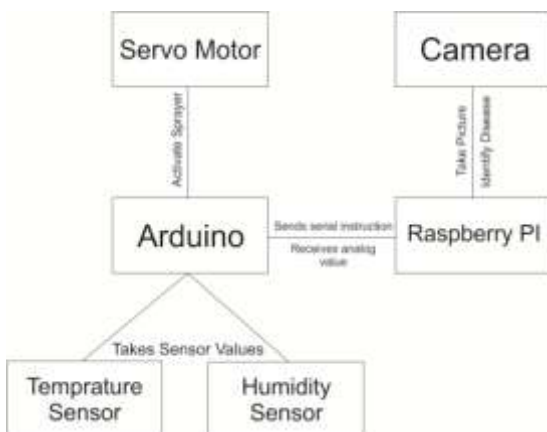 Servo Motor
Camera
Activate Sprayer
Take Picture
Identify Disease
Arduino
Sends serial instruction
Receives analog
value
Raspberry PI
Takes Sensor Values
Temprature
Sensor
Humidity
Sensor